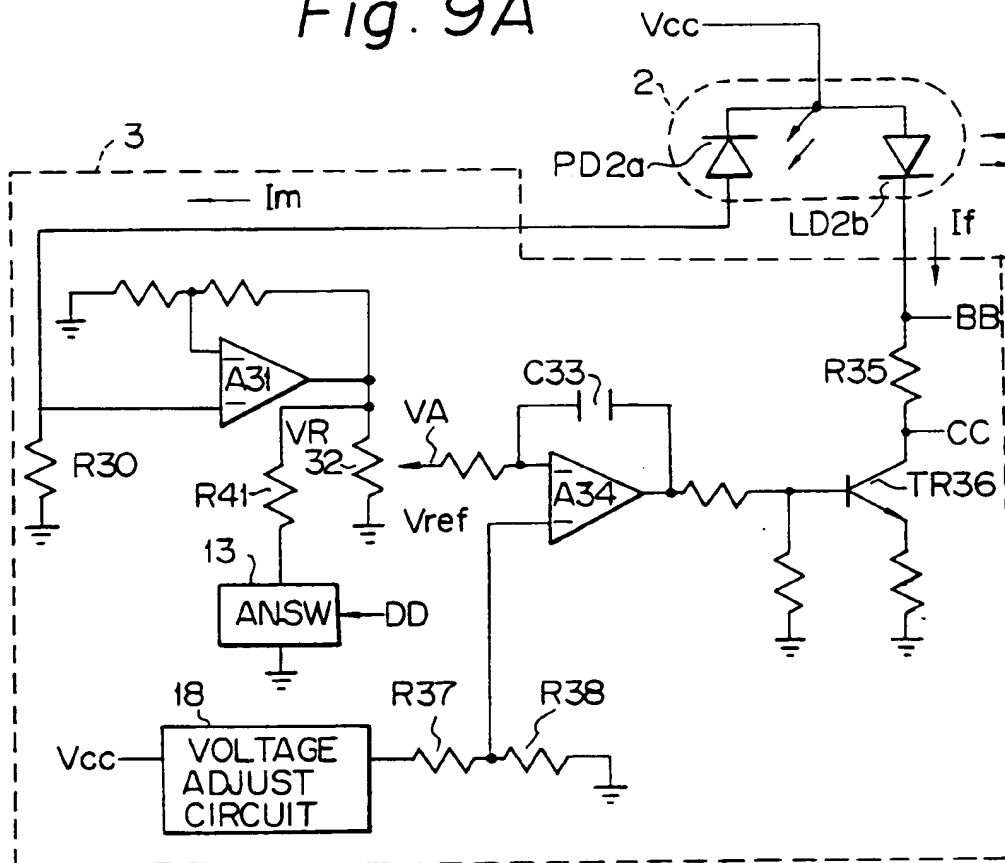 Fig. 9A
Vcc
2
3
PD2a
Im
LD2b
If
BB
A31
C33
R35
VA
VR
CC
R30
32
R41
A34
TR36
Vref
13
ANSW
DD
18
R37
R38
Vcc
VOLTAGE
ADJUST
CIRCUIT